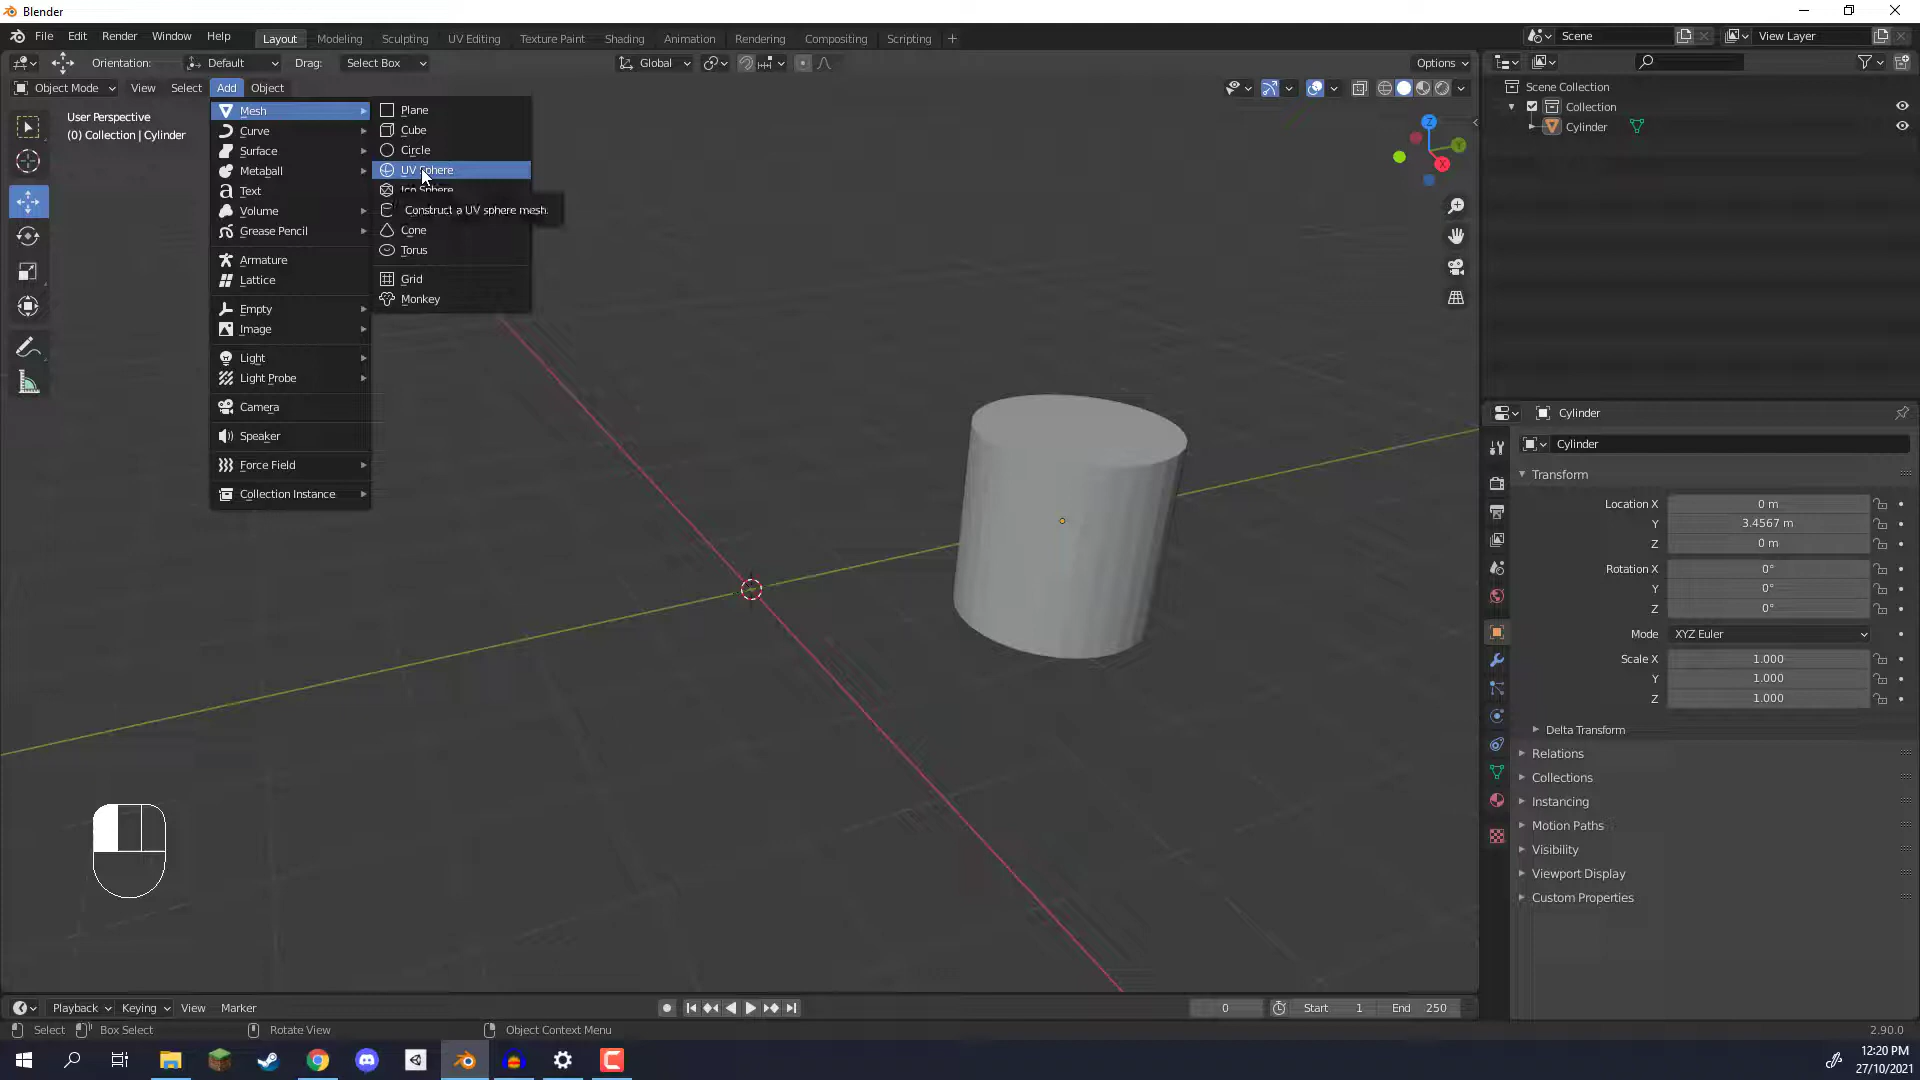 Blender
File Edit Render Window Help
Layout Modeling Sculpting UV Editing Texture Paint Shading Animation Rendering Compositing Scripting +
Scene
View Layer
Orientation: Default Drag: Select Box
Global
Options
Object Mode View Select Add Object
User Perspective
(0) Collection | Cylinder
Mesh
Curve
Surface
Metaball
Text
Volume
Grease Pencil
Armature
Lattice
Empty
Image
Light
Light Probe
Camera
Speaker
Force Field
Collection Instance
Plane
Cube
Circle
UV Sphere
Ico Sphere
Construct a UV sphere mesh.
Cone
Torus
Grid
Monkey
Z
Y
X
Scene Collection
Collection
Cylinder
Cylinder
Cylinder
Transform
Location X 0 m
Y 3.4567 m
Z 0 m
Rotation X 0°
Y 0°
Z 0°
Mode XYZ Euler
Scale X 1.000
Y 1.000
Z 1.000
Delta Transform
Relations
Collections
Instancing
Motion Paths
Visibility
Viewport Display
Custom Properties
Playback Keying View Marker
0 Start 1 End 250
Select Box Select Rotate View Object Context Menu
2.90.0
12:20 PM
27/10/2021